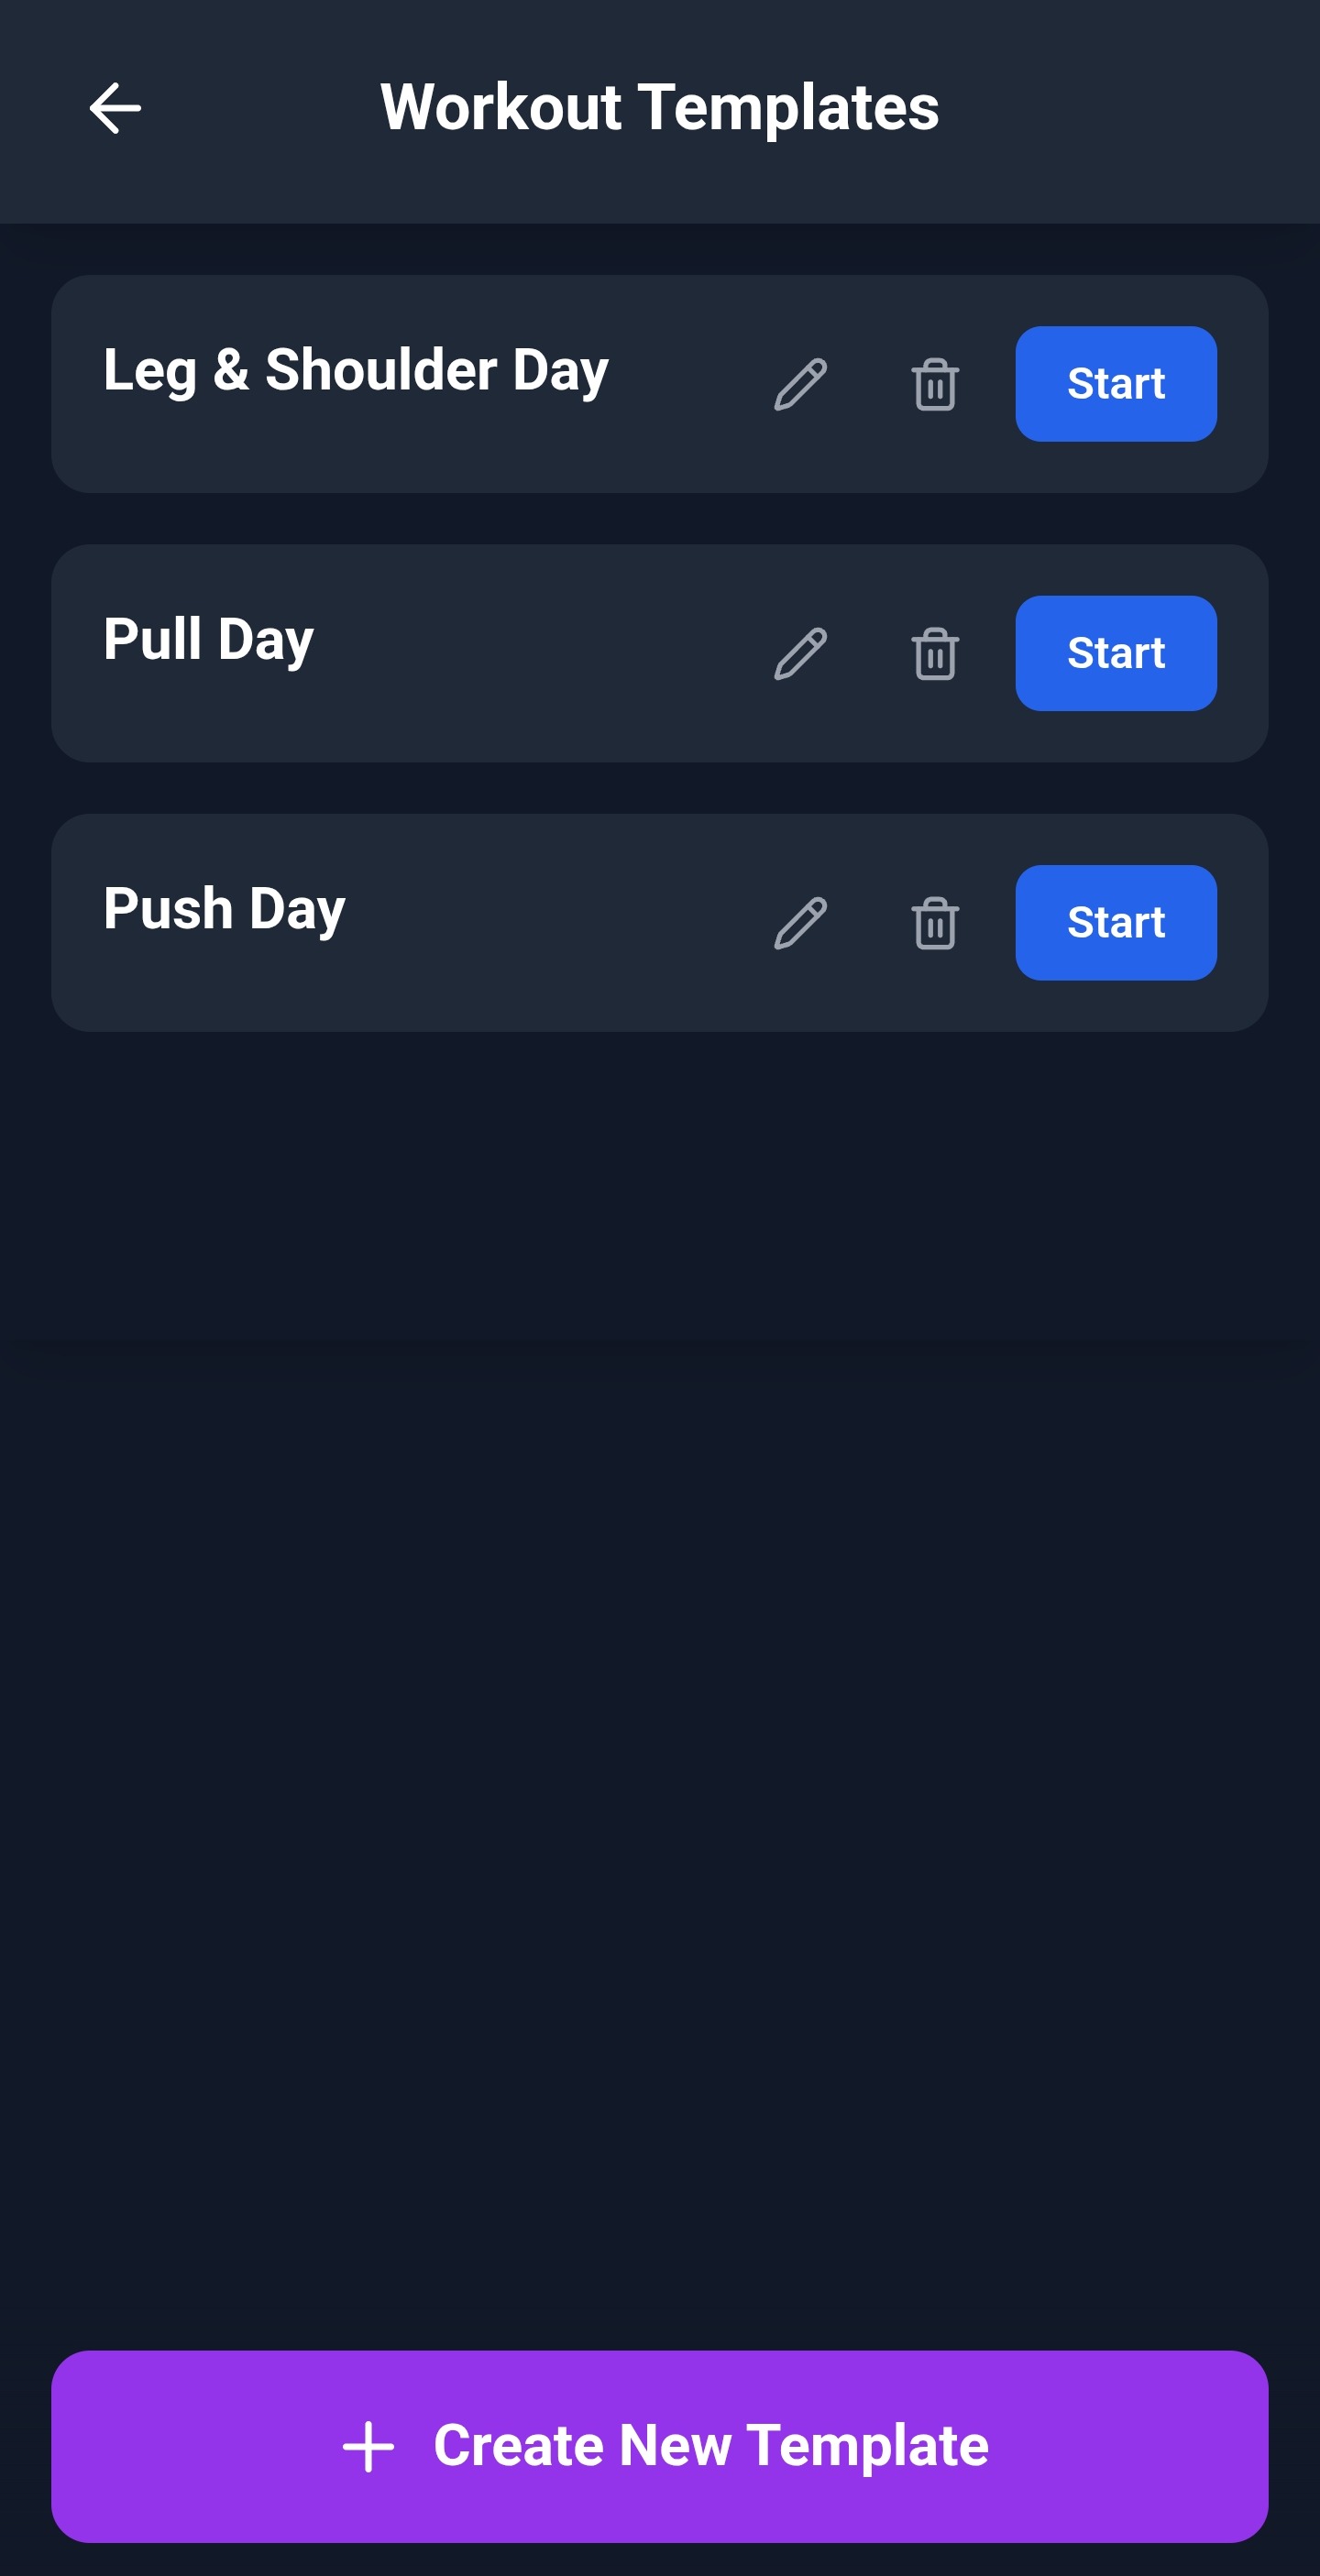 Workout Templates
Leg & Shoulder Day
Start
Pull Day
Start
Push Day
Start
Create New Template